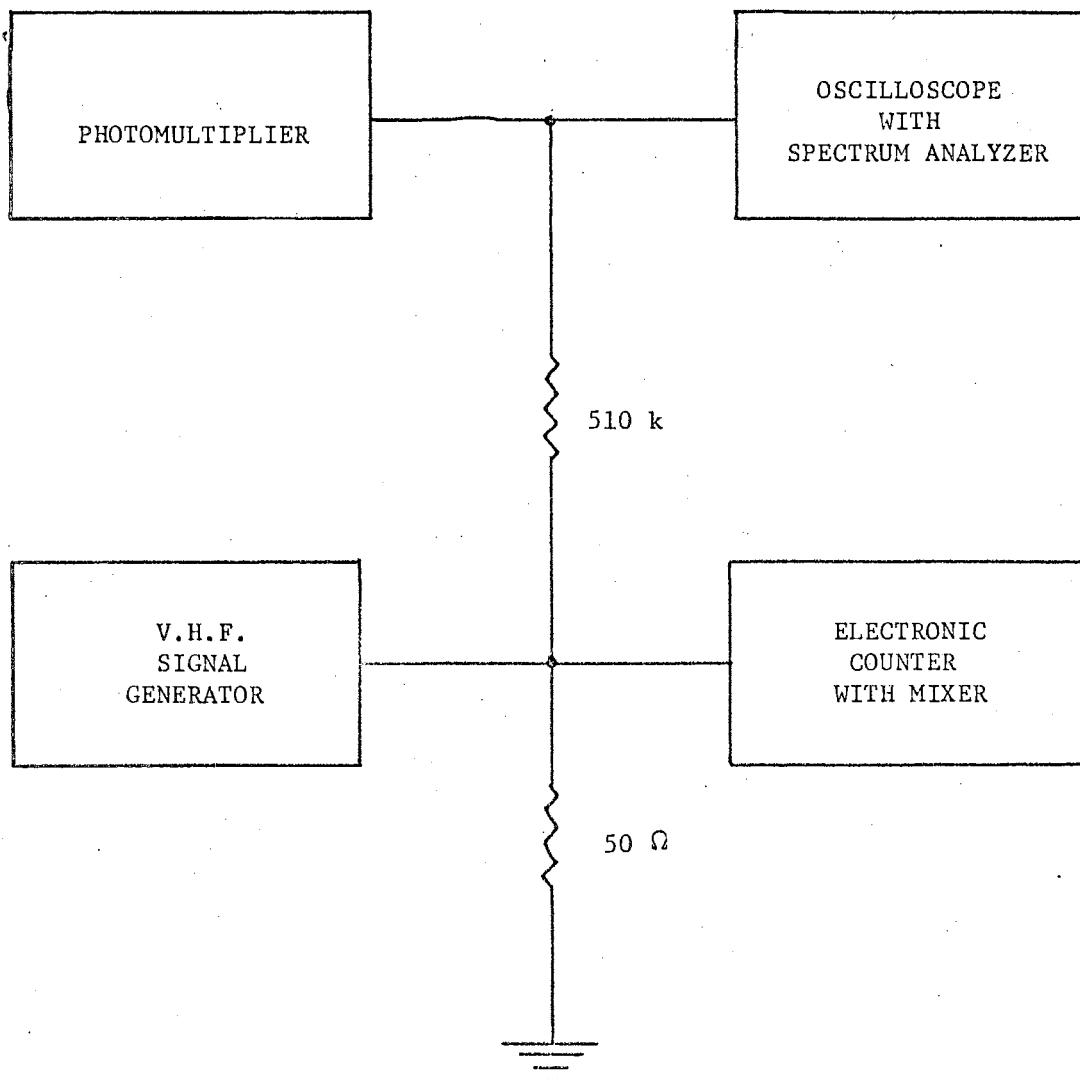 PHOTOMULTIPLIER
OSCILLOSCOPE
WITH
SPECTRUM ANALYZER
510 k
V.H.F.
SIGNAL
GENERATOR
ELECTRONIC
COUNTER
WITH MIXER
50 Ω